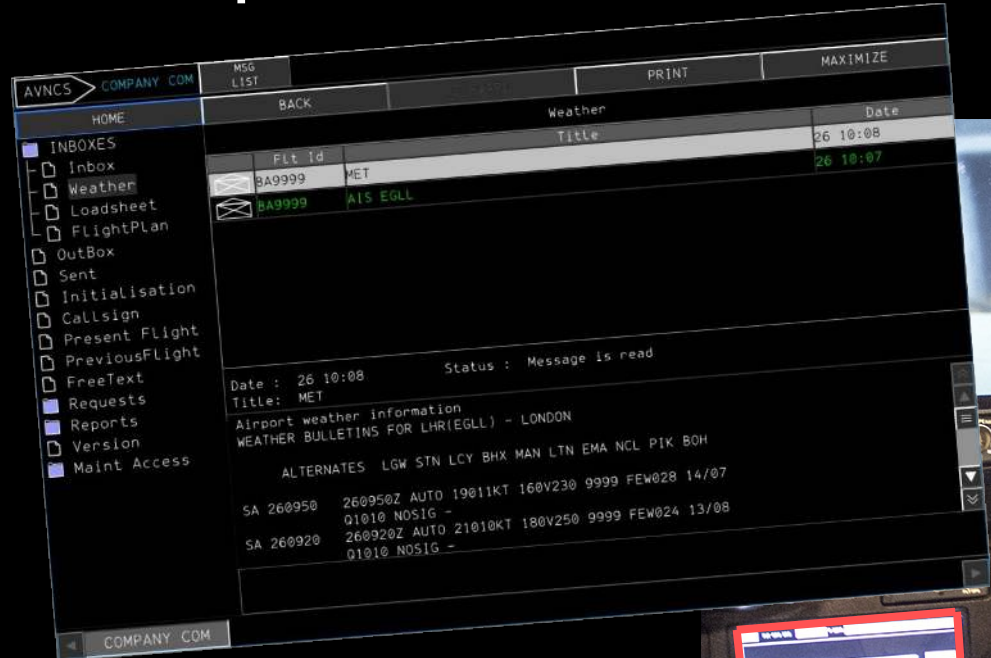 MSG
LIST
AVNCS COMPANY COM
HOME BACK PRINT MAXIMIZE
Weather
INBOXES
Inbox
Weather
Loadsheet
FlightPlan
OutBox
Sent
Initialisation
Callsign
Present Flight
PreviousFlight
FreeText
Requests
Reports
Version
Maint Access
Flt Id Title Date
BA9999 MET 26 10:08
BA9999 AIS EGLL 26 10:07
Date : 26 10:08 Status : Message is read
Title: MET
Airport weather information
WEATHER BULLETINS FOR LHR(EGLL) - LONDON
ALTERNATES LGW STN LCY BHX MAN LTN EMA NCL PIK BOH
SA 260950 260950Z AUTO 19011KT 160V230 9999 FEW028 14/07
Q1010 NOSIG -
SA 260920 260920Z AUTO 21010KT 180V250 9999 FEW024 13/08
Q1010 NOSIG -
COMPANY COM